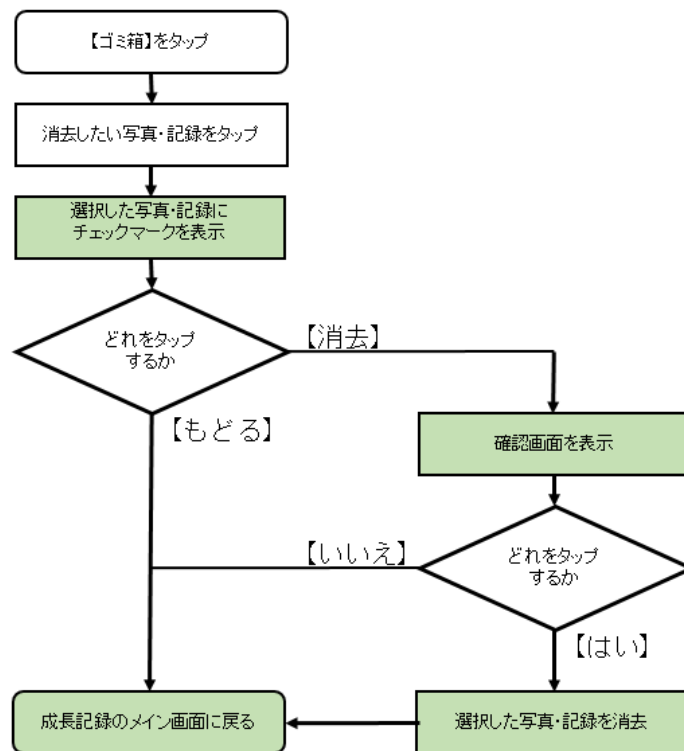 【ゴミ箱】をタップ
消去したい写真・記録をタップ
選択した写真・記録に
チェックマークを表示
どれをタップ
するか
【消去】
【もどる】
確認画面を表示
どれをタップ
するか
【いいえ】
【はい】
選択した写真・記録を消去
成長記録のメイン画面に戻る